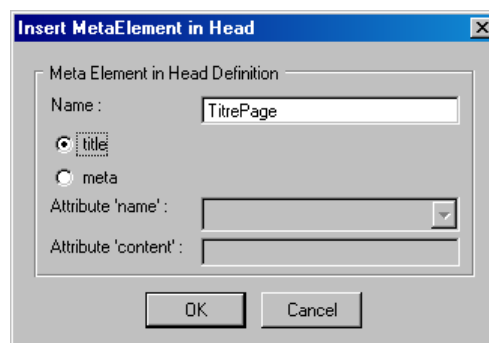 Insert MetaElement in Head
Meta Element in Head Definition
Name :
TitrePage
title
meta
Attribute 'name' :
Attribute 'content' :
OK Cancel